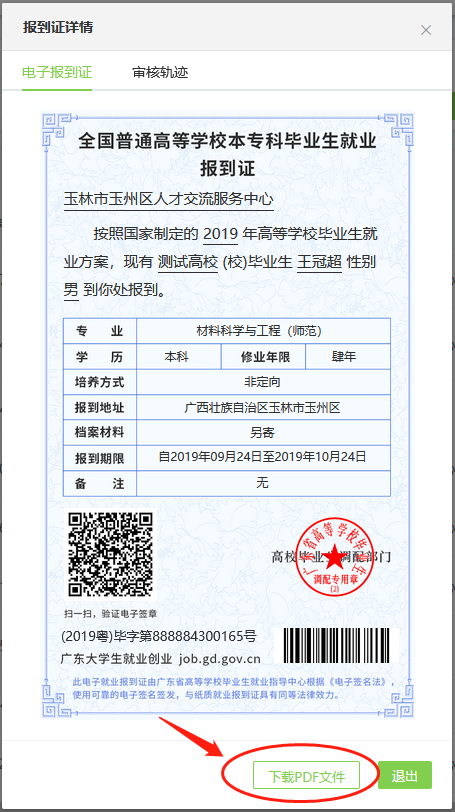 报到证详情
×
电子报到证 审核轨迹
全国普通高等学校本专科毕业生就业
报到证
玉林市玉州区人才交流服务中心
按照国家制定的 2019 年高等学校毕业生就
业方案，现有 测试高校 (校)毕业生 王冠超 性别
男 到你处报到。
专 业 材料科学与工程（师范）
学 历 本科 修业年限 肆年
培养方式 非定向
报到地址 广西壮族自治区玉林市玉州区
档案材料 另寄
报到期限 自2019年09月24日至2019年10月24日
备 注 无
广东省高等学校毕业生
高校毕业生调配部门
调配专用章
(2)
扫一扫，验证电子签章
(2019粤)毕字第888884300165号
广东大学生就业创业 job.gd.gov.cn
此电子就业报到证由广东省高等学校毕业生就业指导中心根据《电子签名法》，
使用可靠的电子签名签发，与纸质就业报到证具有同等法律效力。
下载PDF文件 退出